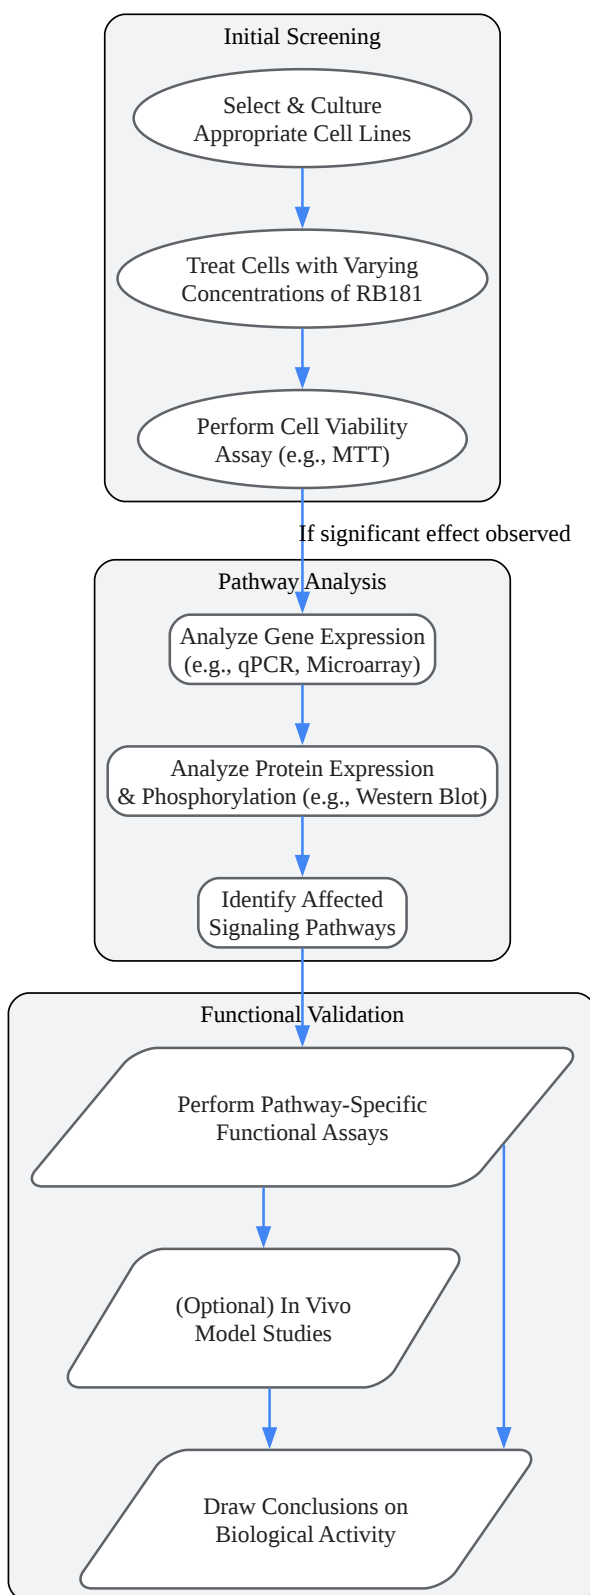 Initial Screening
Select & Culture
Appropriate Cell Lines
Treat Cells with Varying
Concentrations of RB181
Perform Cell Viability
Assay (e.g., MTT)
If significant effect observed
Pathway Analysis
Analyze Gene Expression
(e.g., qPCR, Microarray)
Analyze Protein Expression
& Phosphorylation (e.g., Western Blot)
Identify Affected
Signaling Pathways
Functional Validation
Perform Pathway-Specific
Functional Assays
(Optional) In Vivo
Model Studies
Draw Conclusions on
Biological Activity